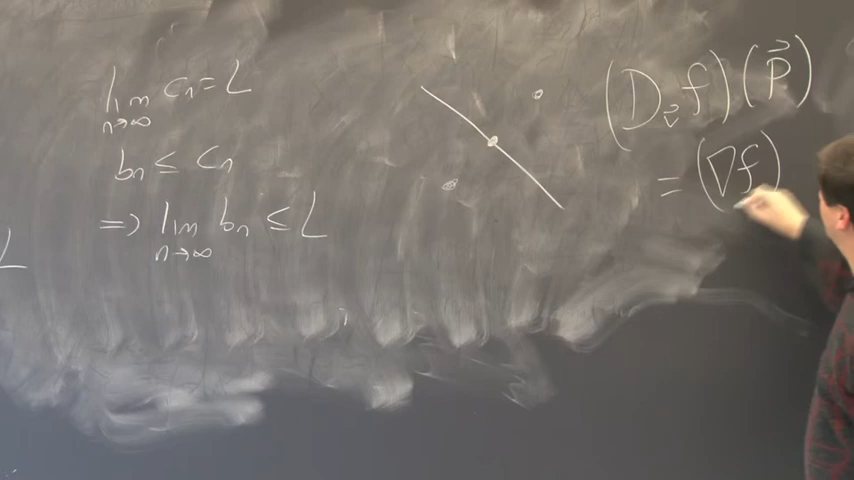 lim cₙ = L
n→∞
bₙ ≤ cₙ
=> lim bₙ ≤ L
n→∞
L
(D_v⃗ f)(p⃗)
= (∇f)